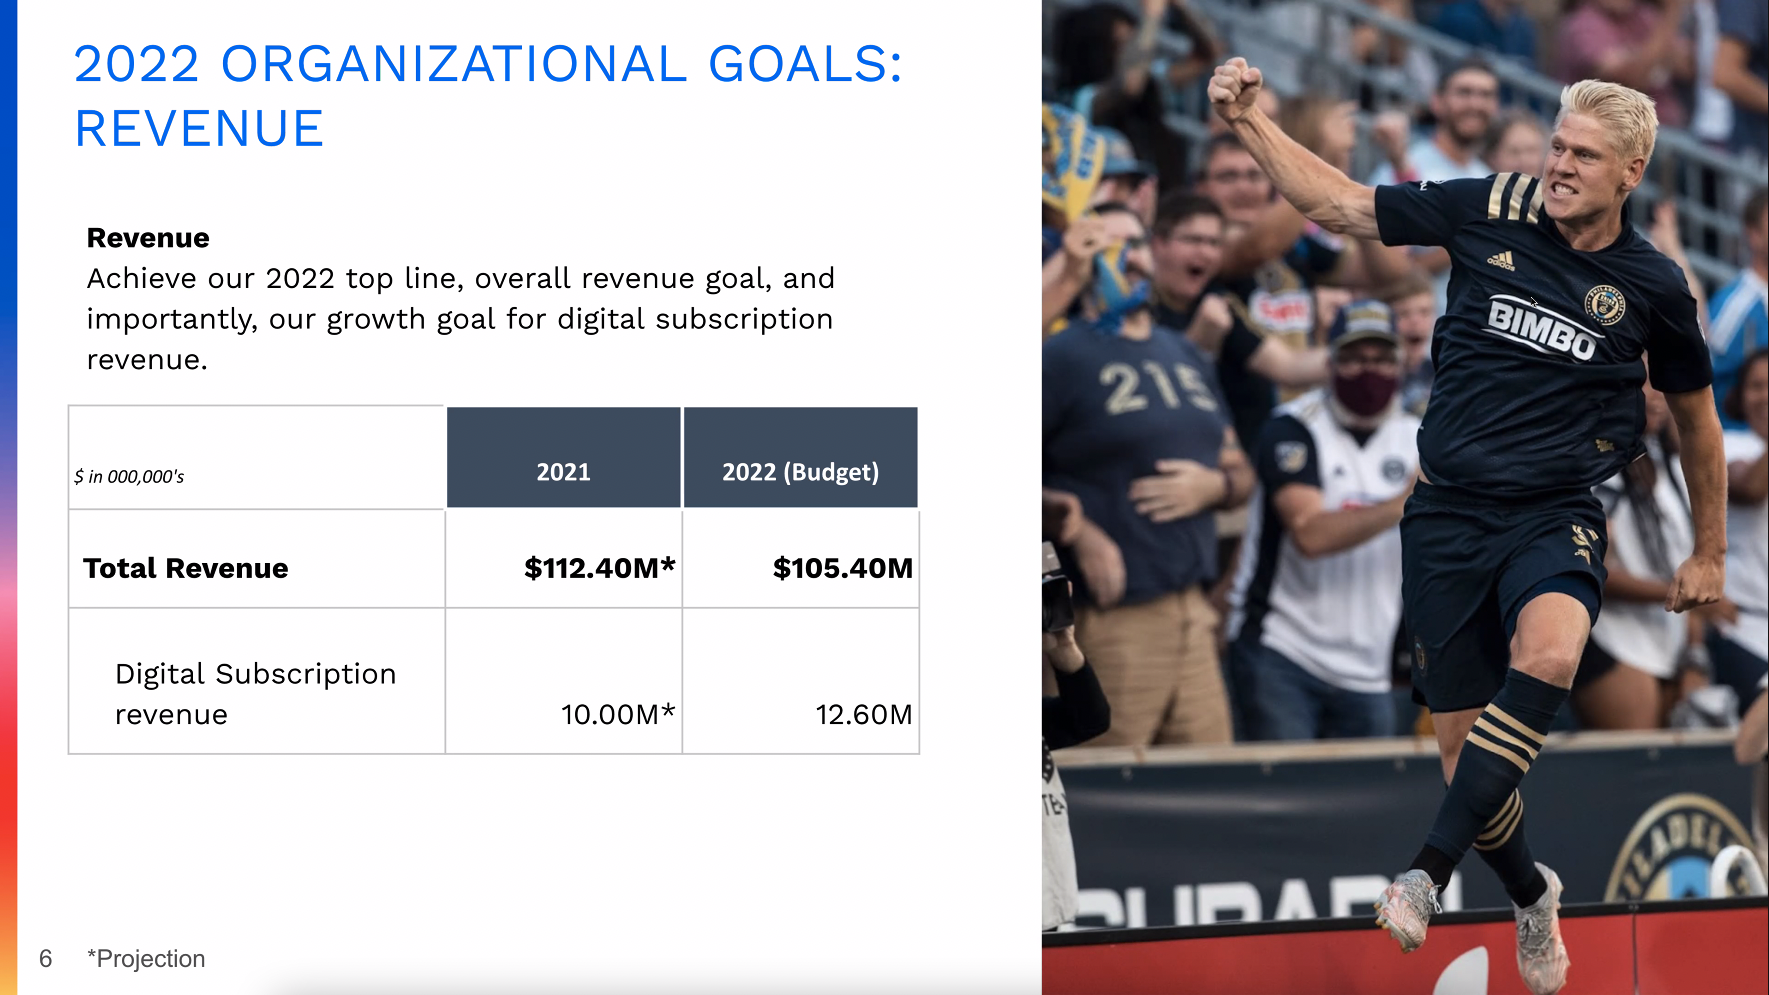 2022 ORGANIZATIONAL GOALS:
REVENUE
Revenue
Achieve our 2022 top line, overall revenue goal, and
importantly, our growth goal for digital subscription
revenue.
$ in 000,000's
2021
2022 (Budget)
Total Revenue
$112.40M*
$105.40M
Digital Subscription
revenue
10.00M*
12.60M
6
*Projection
215
adidas
BIMBO